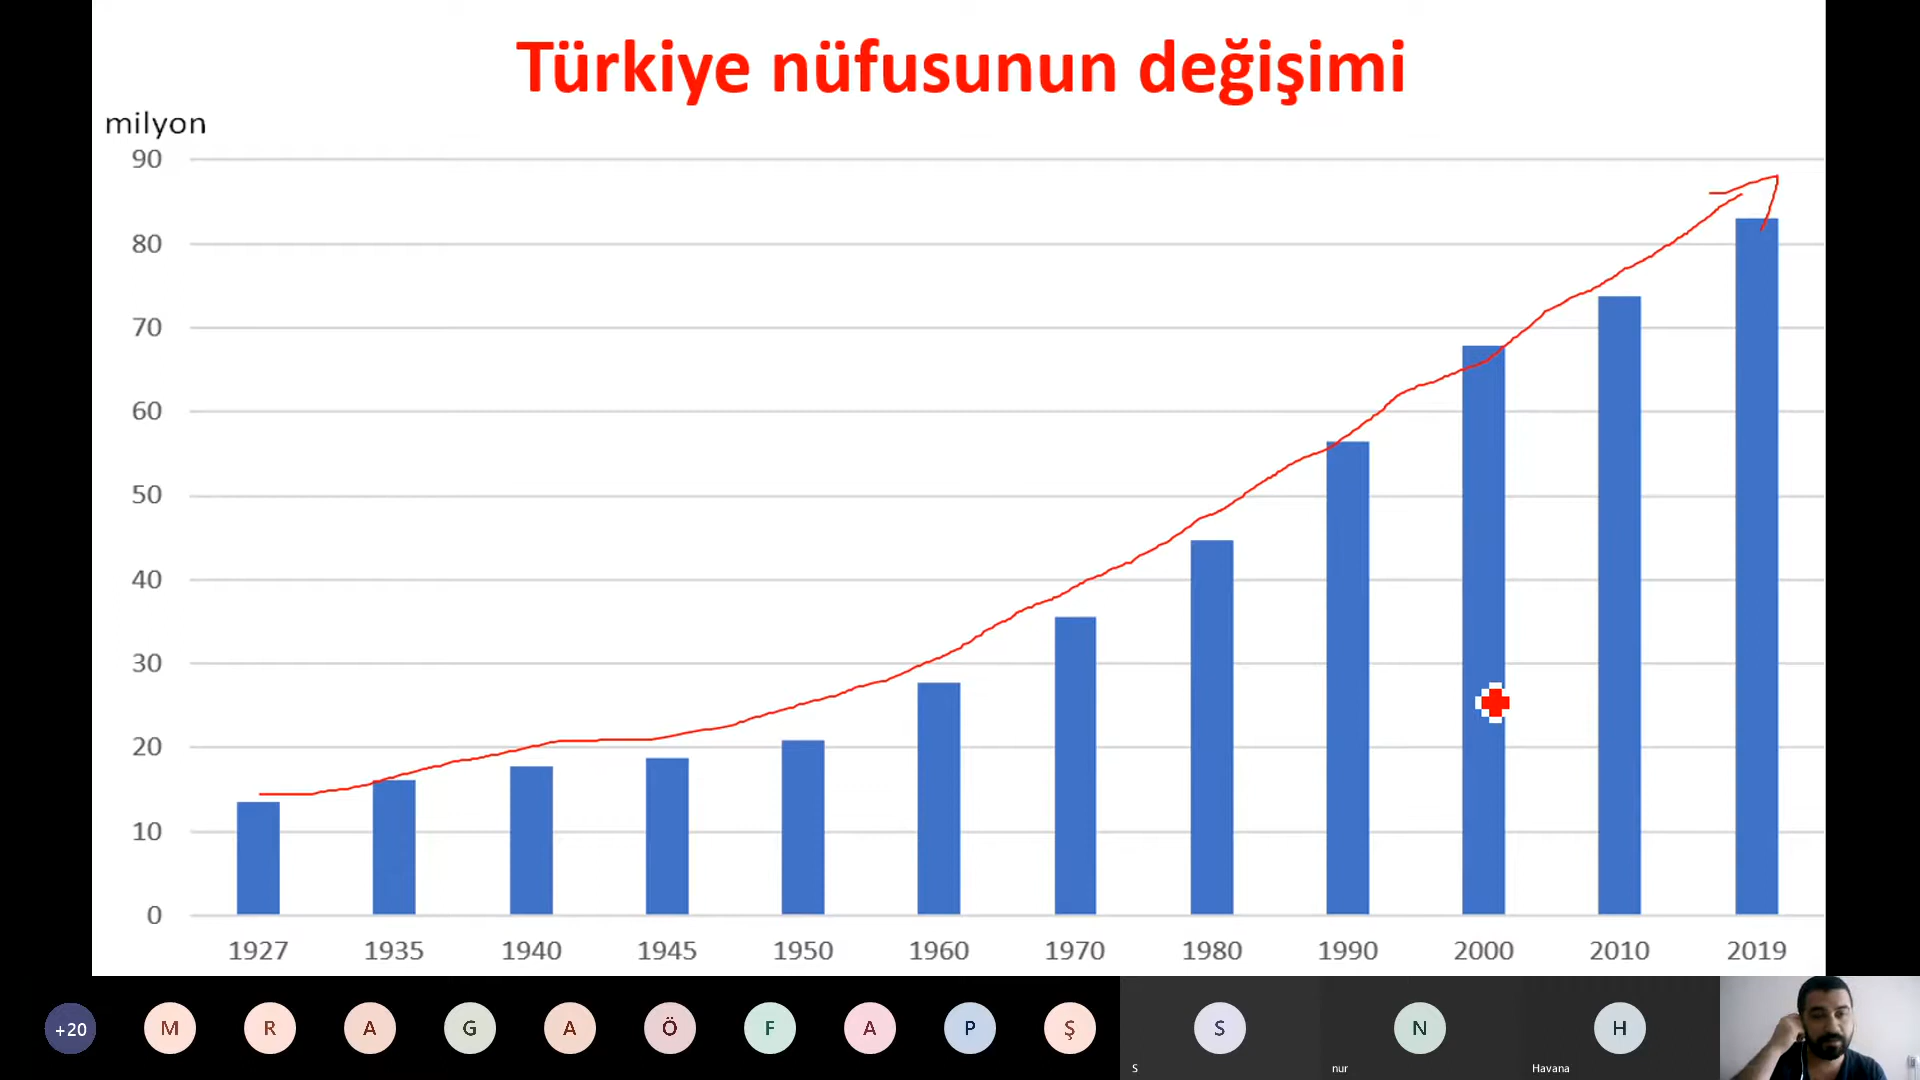 Türkiye nüfusunun değişimi
milyon
90
80
70
60
50
40
30
20
10
0
1927 1935 1940 1945 1950 1960 1970 1980 1990 2000 2010 2019
+20 M R A G A Ö F A P Ş S N H
S nur Havana